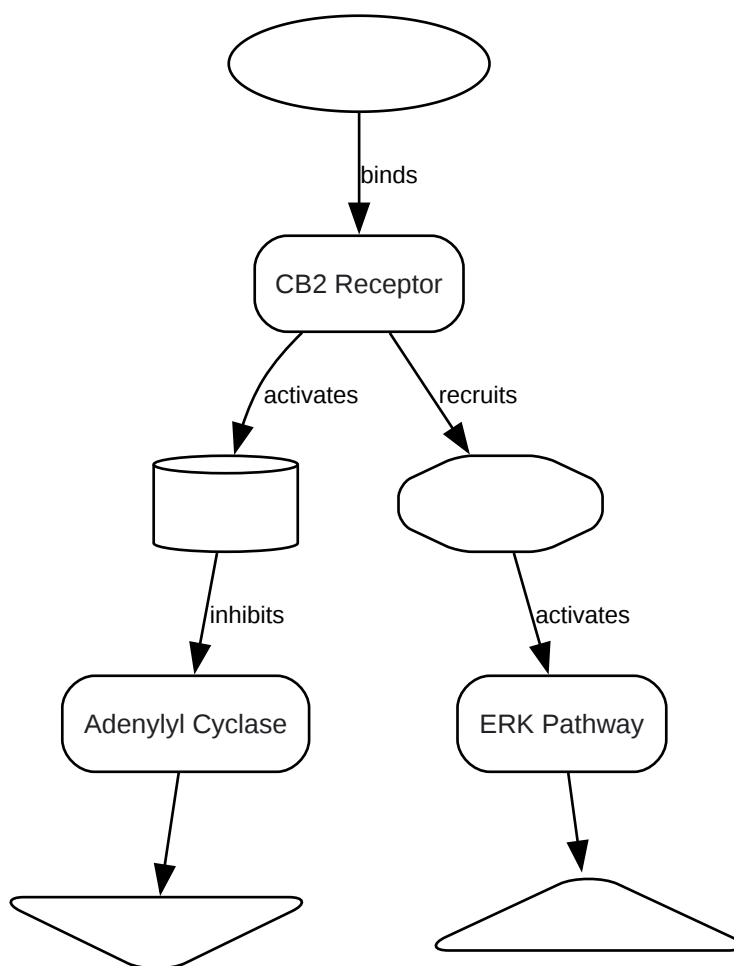 binds
CB2 Receptor
activates
recruits
inhibits
activates
Adenylyl Cyclase
ERK Pathway